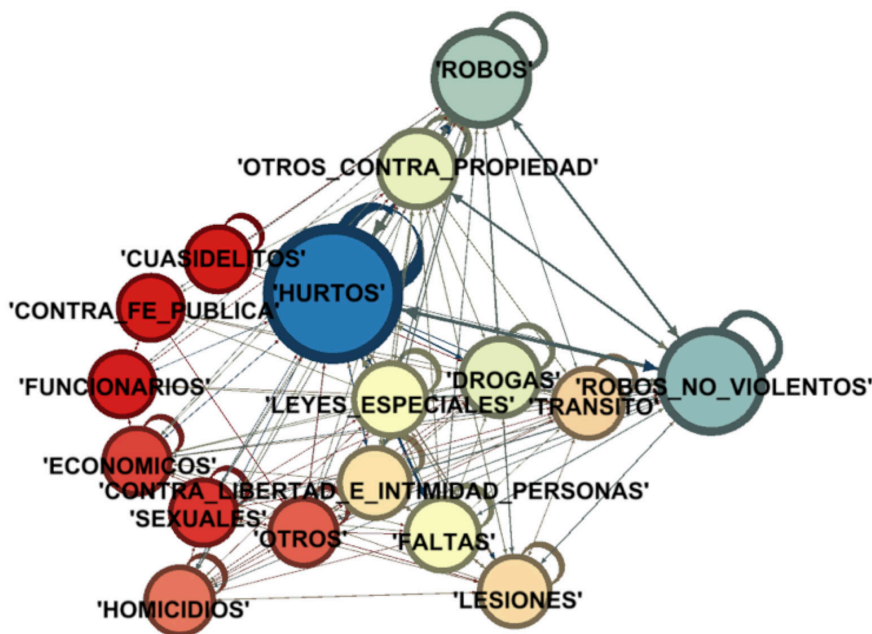 'ROBOS'
'OTROS_CONTRA_PROPIEDAD'
'CUASIDELITOS'
'HURTOS'
'CONTRA_FE_PUBLICA'
'FUNCIONARIOS'
'DROGAS'
'ROBOS_NO_VIOLENTOS'
'LEYES_ESPECIALES'
'TRANSITO'
'ECONOMICOS'
'CONTRA_LIBERTAD_E_INTIMIDAD_PERSONAS'
'SEXUALES'
'OTROS'
'FALTAS'
'HOMICIDIOS'
'LESIONES'